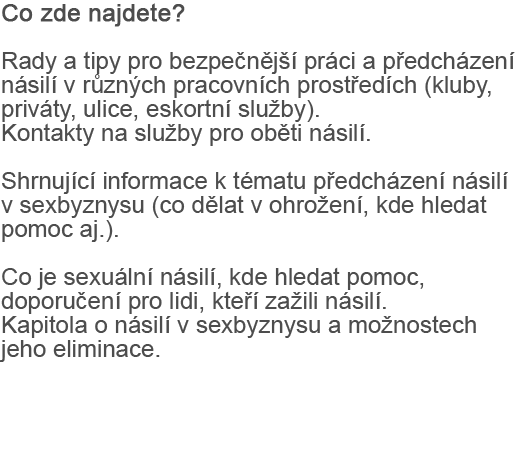 Co zde najdete?
Rady a tipy pro bezpečnější práci a předcházení
násilí v různých pracovních prostředích (kluby,
priváty, ulice, eskortní služby).
Kontakty na služby pro oběti násilí.
Shrnující informace k tématu předcházení násilí
v sexbyznysu (co dělat v ohrožení, kde hledat
pomoc aj.).
Co je sexuální násilí, kde hledat pomoc,
doporučení pro lidi, kteří zažili násilí.
Kapitola o násilí v sexbyznysu a možnostech
jeho eliminace.